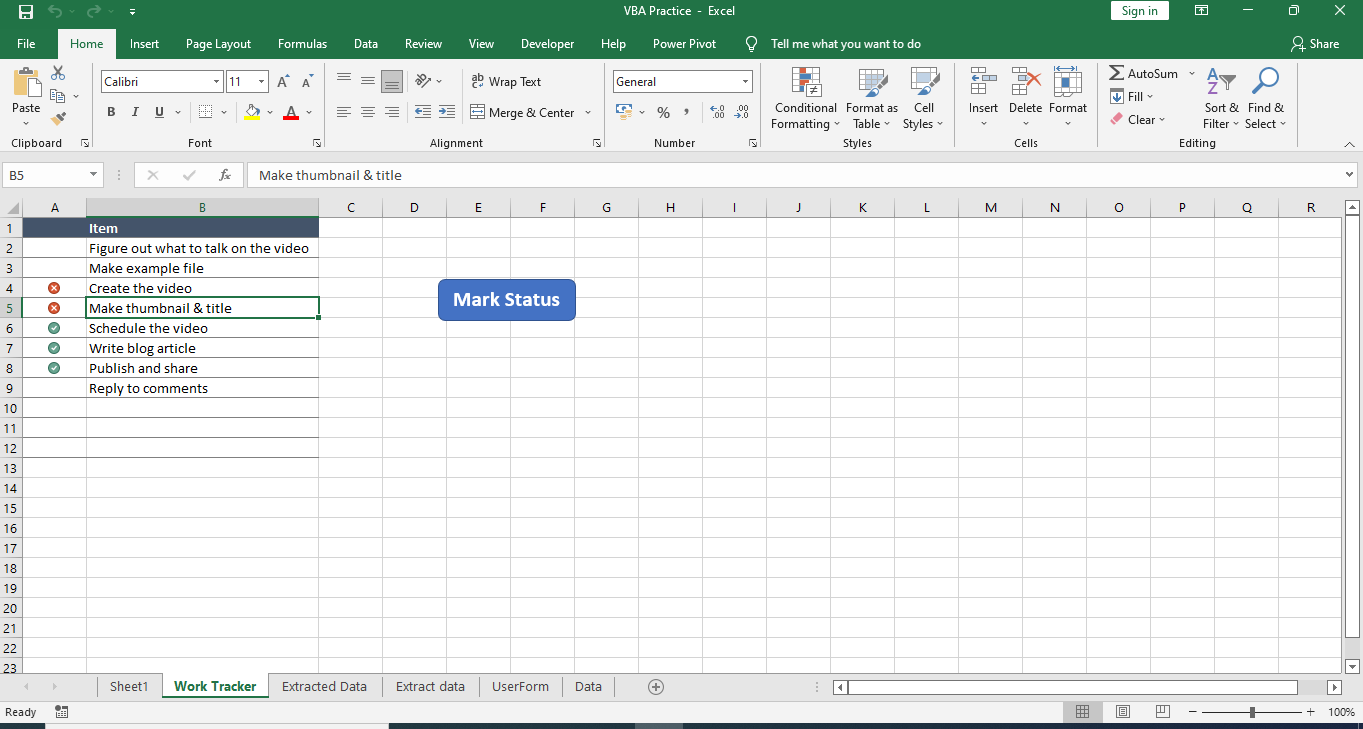 VBA Practice - Excel
Sign in
File Home Insert Page Layout Formulas Data Review View Developer Help Power Pivot Tell me what you want to do Share
Paste
Clipboard
Calibri 11 A A
B I U A
Font
Wrap Text
Merge & Center
Alignment
General
% , .00 .0
Number
Conditional Formatting
Format as Table
Cell Styles
Styles
Insert Delete Format
Cells
AutoSum
Fill
Clear
Sort & Filter
Find & Select
Editing
B5 fx Make thumbnail & title
A B C D E F G H I J K L M N O P Q R
1 Item
2 Figure out what to talk on the video
3 Make example file
4 Create the video
5 Make thumbnail & title
6 Schedule the video
7 Write blog article
8 Publish and share
9 Reply to comments
10
11
12
13
14
15
16
17
18
19
20
21
22
23
Mark Status
Sheet1 Work Tracker Extracted Data Extract data UserForm Data
Ready 100%